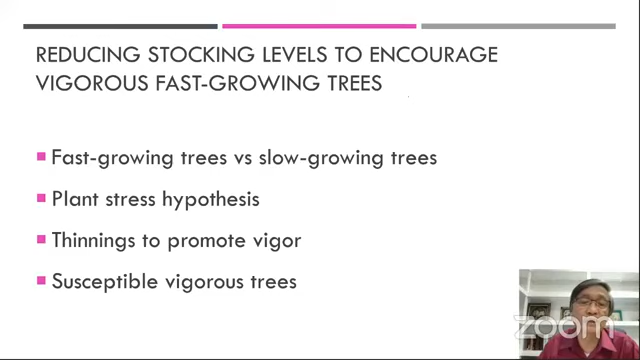 REDUCING STOCKING LEVELS TO ENCOURAGE
VIGOROUS FAST-GROWING TREES
Fast-growing trees vs slow-growing trees
Plant stress hypothesis
Thinnings to promote vigor
Susceptible vigorous trees
zoom